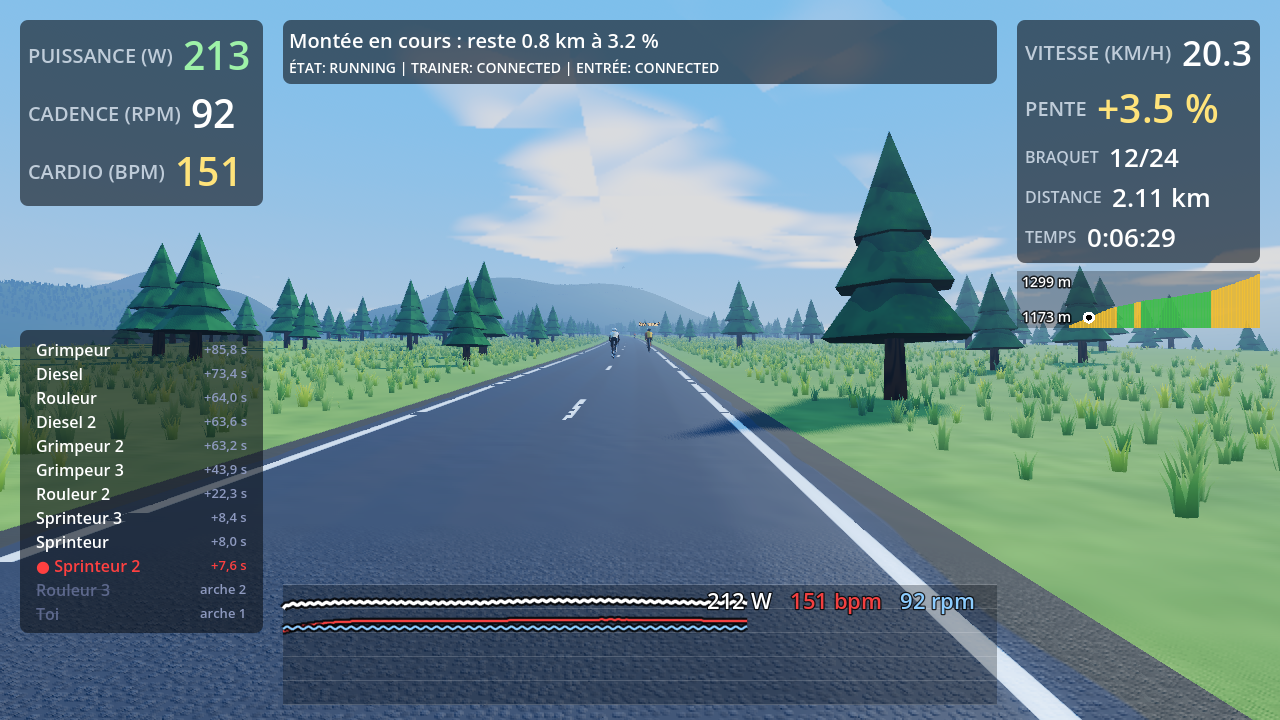 PUISSANCE (W) 213
CADENCE (RPM) 92
CARDIO (BPM) 151
Montée en cours : reste 0.8 km à 3.2 %
ÉTAT: RUNNING | TRAINER: CONNECTED | ENTRÉE: CONNECTED
VITESSE (KM/H) 20.3
PENTE +3.5 %
BRAQUET 12/24
DISTANCE 2.11 km
TEMPS 0:06:29
1299 m
1173 m
Grimpeur +85,8 s
Diesel +73,4 s
Rouleur +64,0 s
Diesel 2 +63,6 s
Grimpeur 2 +63,2 s
Grimpeur 3 +43,9 s
Rouleur 2 +22,3 s
Sprinteur 3 +8,4 s
Sprinteur +8,0 s
Sprinteur 2 +7,6 s
Rouleur 3 arche 2
Toi arche 1
212 W 151 bpm 92 rpm